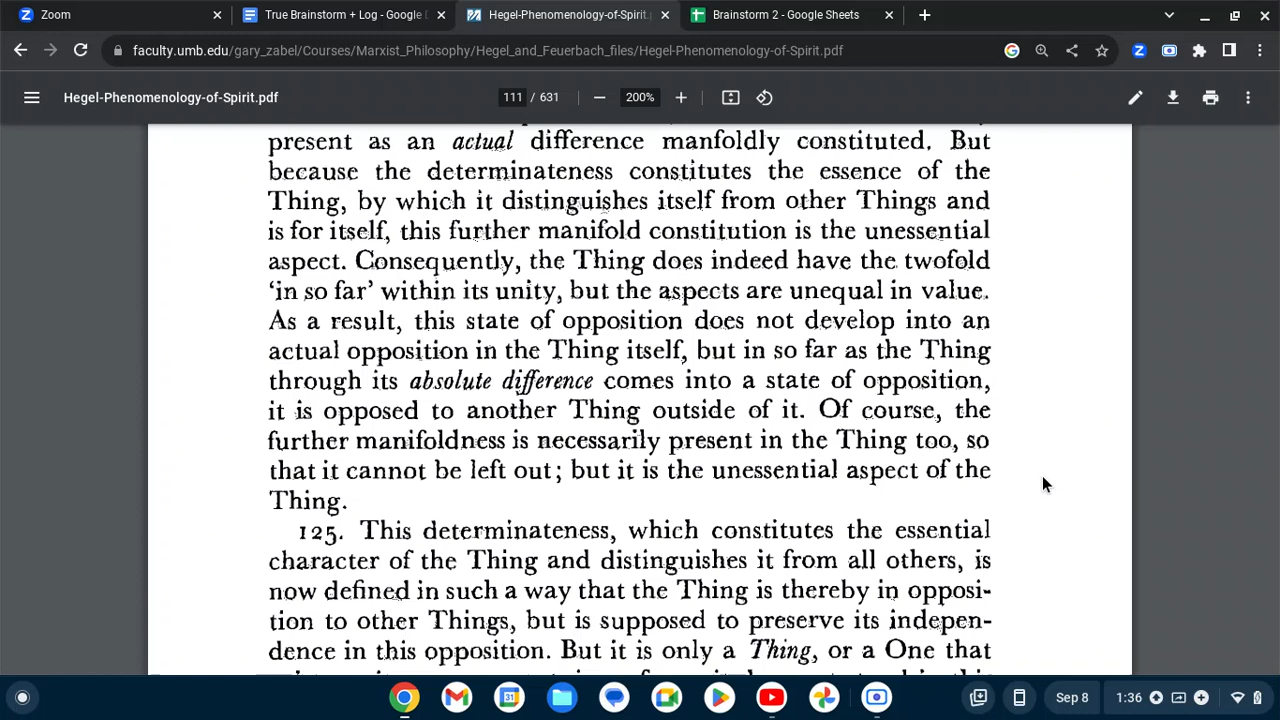 Zoom
True Brainstorm + Log - Google D
Hegel-Phenomenology-of-Spirit.p
Brainstorm 2 - Google Sheets
faculty.umb.edu/gary_zabel/Courses/Marxist_Philosophy/Hegel_and_Feuerbach_files/Hegel-Phenomenology-of-Spirit.pdf
Hegel-Phenomenology-of-Spirit.pdf
111 / 631
200%
present as an actual difference manfoldly constituted. But
because the determinateness constitutes the essence of the
Thing, by which it distinguishes itself from other Things and
is for itself, this further manifold constitution is the unessential
aspect. Consequently, the Thing does indeed have the twofold
‘in so far’ within its unity, but the aspects are unequal in value.
As a result, this state of opposition does not develop into an
actual opposition in the Thing itself, but in so far as the Thing
through its absolute difference comes into a state of opposition,
it is opposed to another Thing outside of it. Of course, the
further manifoldness is necessarily present in the Thing too, so
that it cannot be left out; but it is the unessential aspect of the
Thing.
125. This determinateness, which constitutes the essential
character of the Thing and distinguishes it from all others, is
now defined in such a way that the Thing is thereby in opposi-
tion to other Things, but is supposed to preserve its indepen-
dence in this opposition. But it is only a Thing, or a One that
Sep 8
1:36